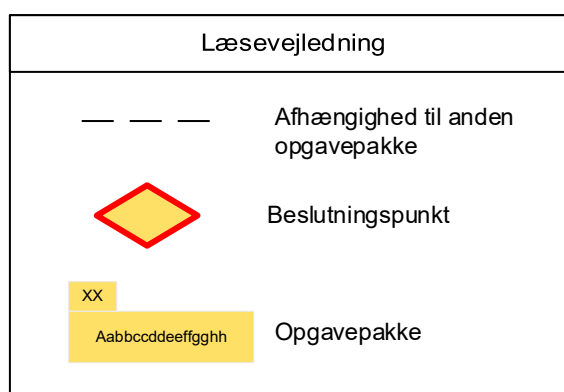 Læsevejledning
Afhængighed til anden
opgavepakke
Beslutningspunkt
XX
Aabbccddeeffgghh
Opgavepakke